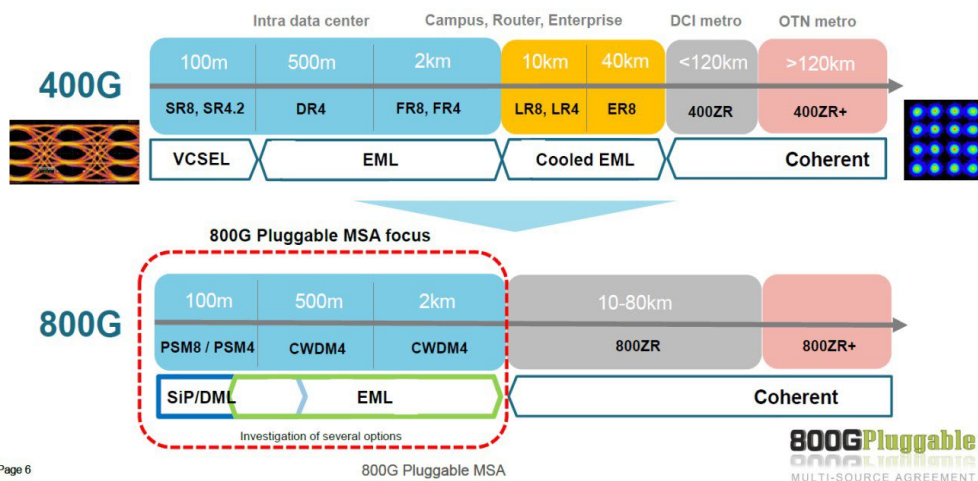 Intra data center Campus, Router, Enterprise DCI metro OTN metro
400G
100m 500m 2km 10km 40km <120km >120km
SR8, SR4.2 DR4 FR8, FR4 LR8, LR4 ER8 400ZR 400ZR+
VCSEL EML Cooled EML Coherent
800G Pluggable MSA focus
800G
100m 500m 2km 10-80km
PSM8 / PSM4 CWDM4 CWDM4 800ZR 800ZR+
SiP/DML EML Coherent
Investigation of several options
Page 6
800G Pluggable MSA
800GPluggable
MULTI-SOURCE AGREEMENT